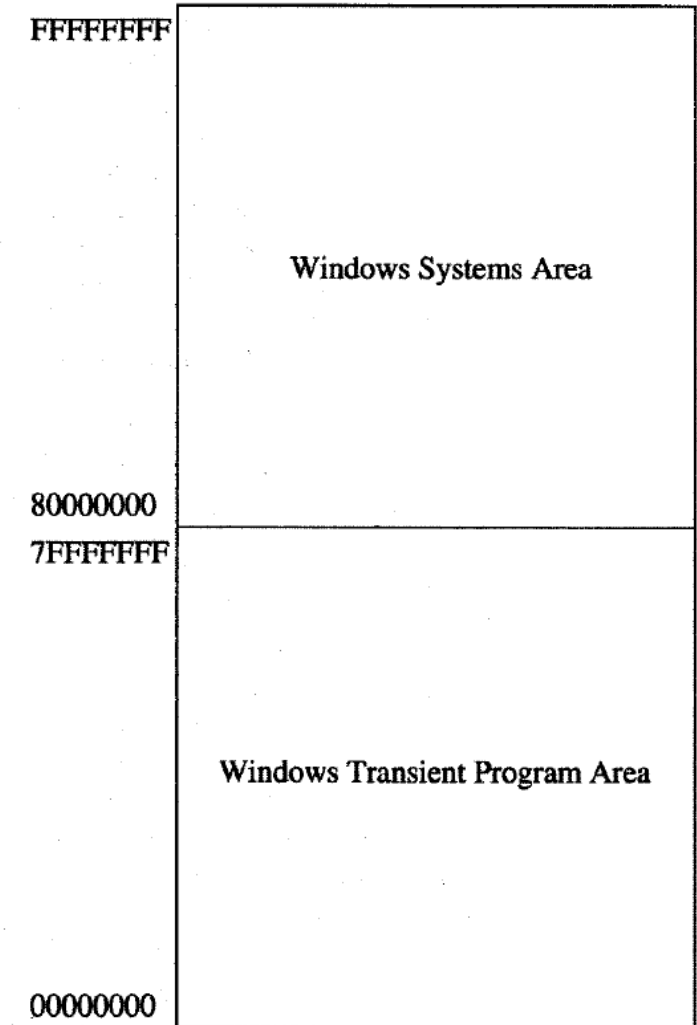 FFFFFFFF
Windows Systems Area
80000000
7FFFFFFF
Windows Transient Program Area
00000000